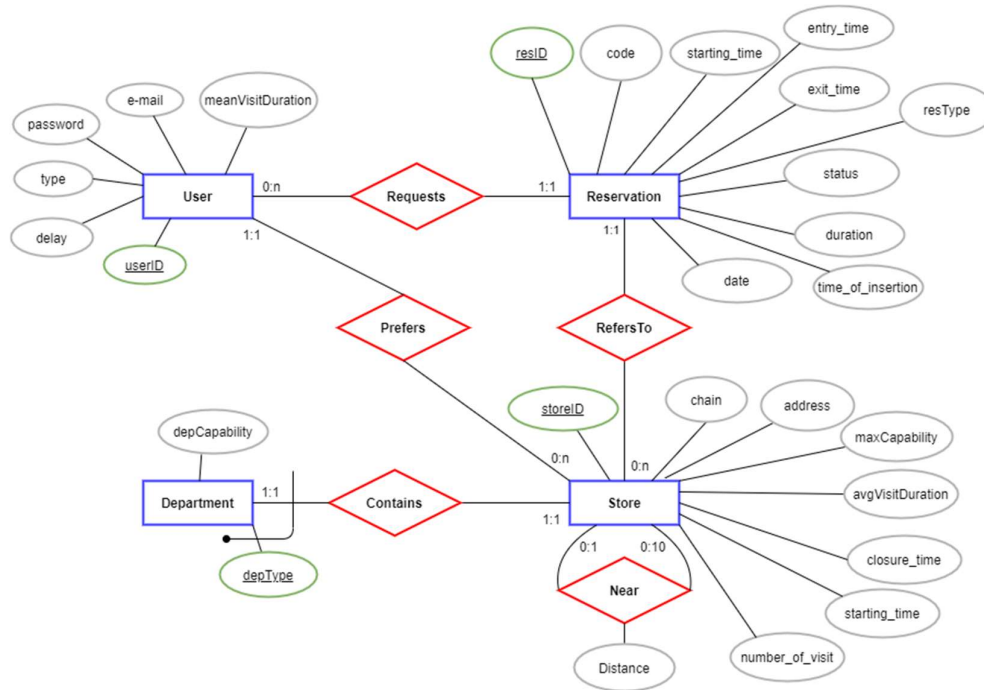 entry_time
resID
code
starting_time
e-mail
meanVisitDuration
exit_time
resType
password
type
status
User
0:n
Requests
1:1
Reservation
delay
1:1
1:1
duration
userID
date
time_of_insertion
Prefers
RefersTo
storeID
chain
address
depCapability
maxCapability
0:n
0:n
Department
1:1
Contains
1:1
Store
avgVisitDuration
0:1
0:10
closure_time
depType
Near
starting_time
Distance
number_of_visit